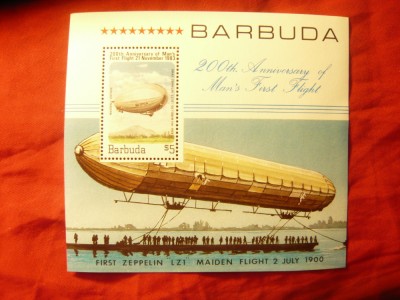 BARBUDA
200th Anniversary of
Man's First Flight
200th Anniversary of Man's
First Flight 21 November 1983
Barbuda $5
FIRST ZEPPELIN LZ1 MAIDEN FLIGHT 2 JULY 1900